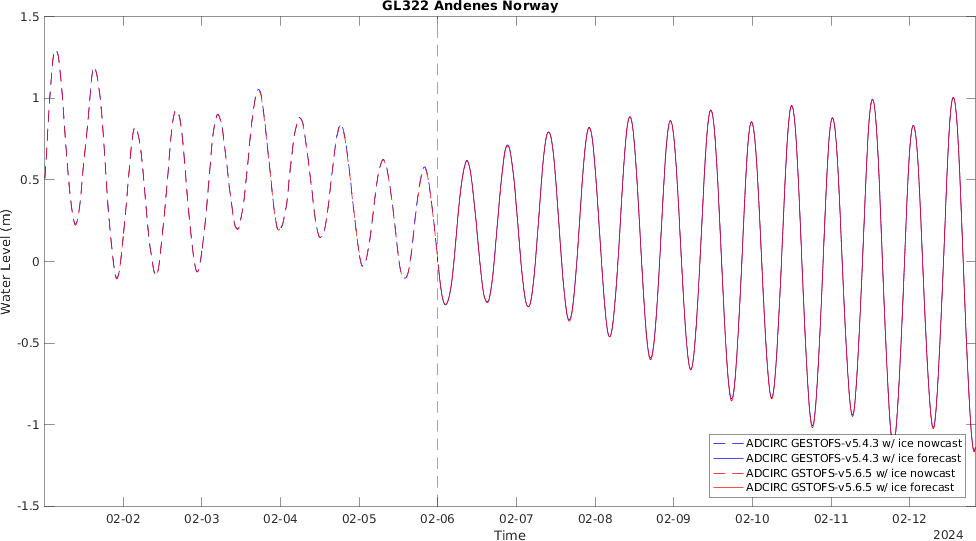 GL322 Andenes Norway
1.5
1
0.5
0
-0.5
-1
-1.5
Water Level (m)
ADCIRC GESTOFS-v5.4.3 w/ ice nowcast
ADCIRC GESTOFS-v5.4.3 w/ ice forecast
ADCIRC GSTOFS-v5.6.5 w/ ice nowcast
ADCIRC GSTOFS-v5.6.5 w/ ice forecast
02-02 02-03 02-04 02-05 02-06 02-07 02-08 02-09 02-10 02-11 02-12
Time
2024